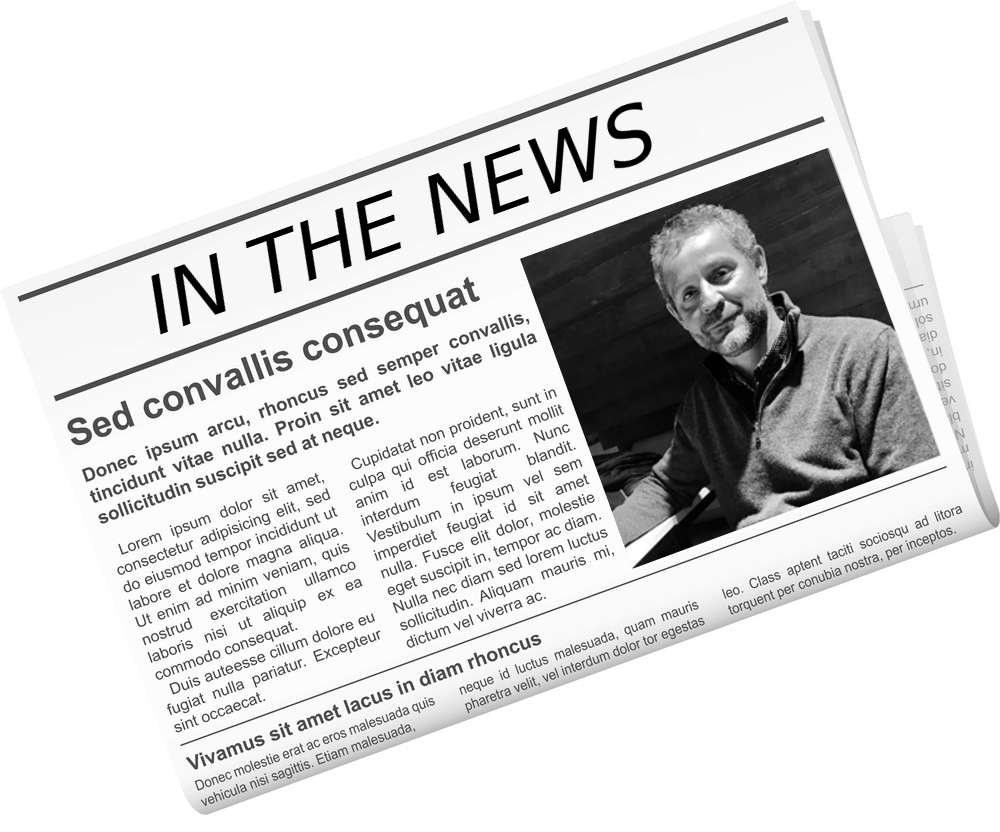 IN THE NEWS
Sed convallis consequat
Donec ipsum arcu, rhoncus sed semper convallis,
tincidunt vitae nulla. Proin sit amet leo vitae ligula
sollicitudin suscipit sed at neque.
Lorem ipsum dolor sit amet,
consectetur adipisicing elit, sed
do eiusmod tempor incididunt ut
labore et dolore magna aliqua.
Ut enim ad minim veniam, quis
nostrud exercitation ullamco
laboris nisi ut aliquip ex ea
commodo consequat.
Duis auteesse cillum dolore eu
fugiat nulla pariatur. Excepteur
sint occaecat.
Cupidatat non proident, sunt in
culpa qui officia deserunt mollit
anim id est laborum. Nunc
interdum feugiat blandit.
Vestibulum in ipsum vel sem
imperdiet feugiat id sit amet
nulla. Fusce elit dolor, molestie
eget suscipit in, tempor ac diam.
Nulla nec diam sed lorem luctus
sollicitudin. Aliquam mauris mi,
dictum vel viverra ac.
Vivamus sit amet lacus in diam rhoncus
Donec molestie erat ac eros malesuada quis
vehicula nisi sagittis. Etiam malesuada,
neque id luctus malesuada, quam mauris
pharetra velit, vel interdum dolor tor egestas
leo. Class aptent taciti sociosqu ad litora
torquent per conubia nostra, per inceptos.